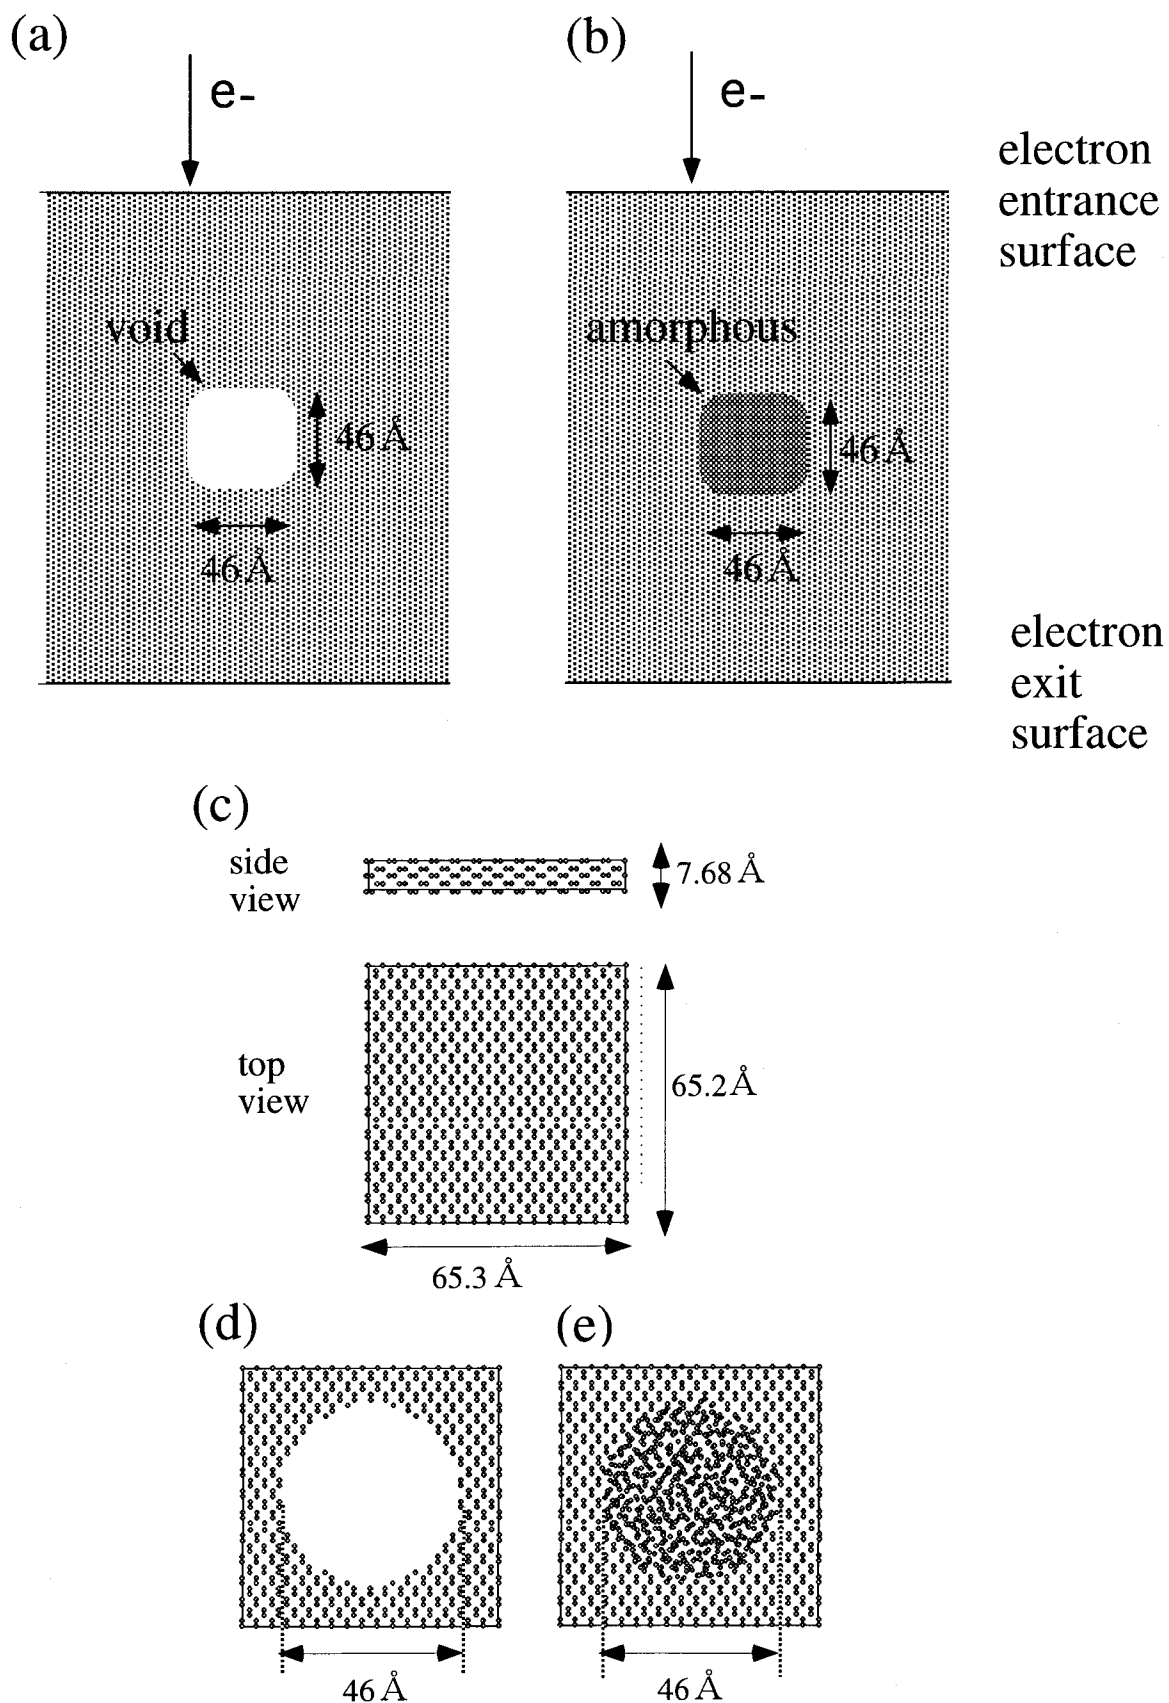 (a)
(b)
e-
e-
electron
entrance
surface
void
amorphous
46 Å
46 Å
46 Å
46 Å
electron
exit
surface
(c)
side
view
7.68 Å
top
view
65.2 Å
65.3 Å
(d)
(e)
46 Å
46 Å